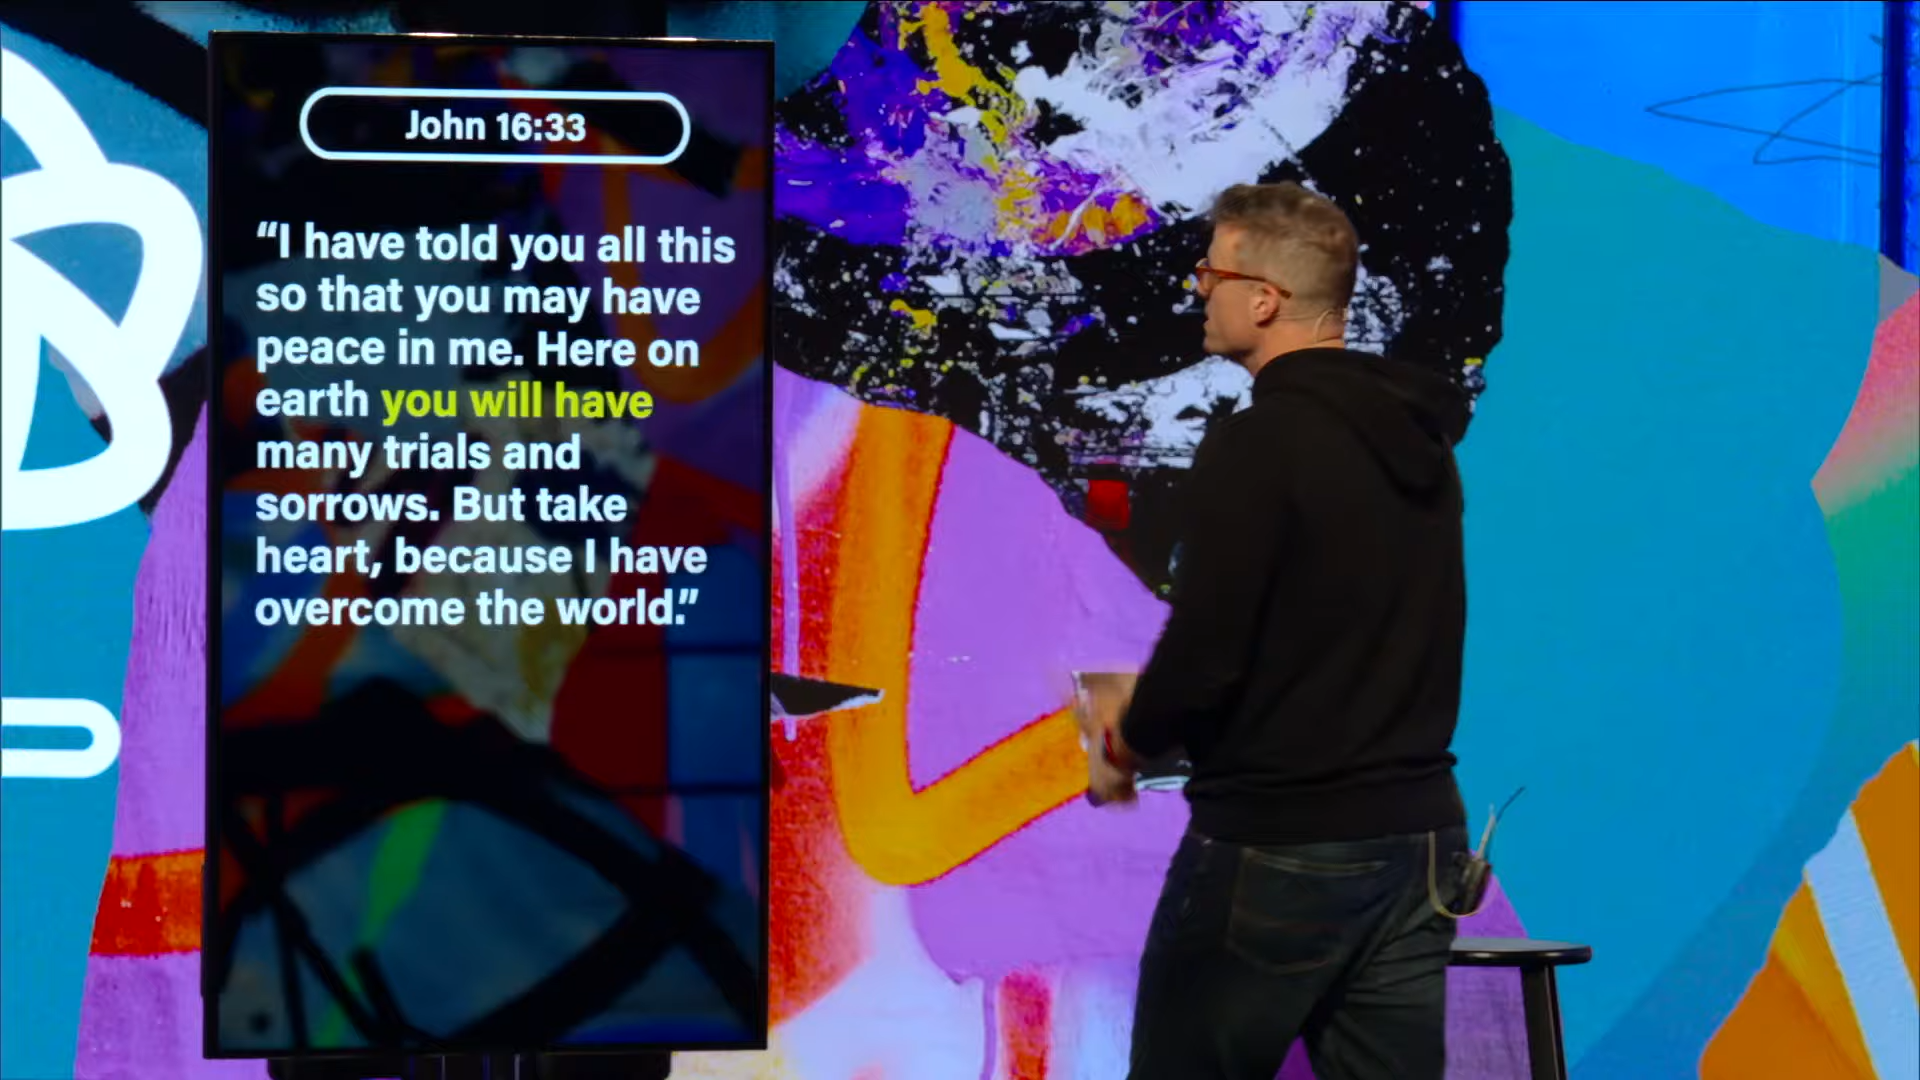 John 16:33
“I have told you all this
so that you may have
peace in me. Here on
earth you will have
many trials and
sorrows. But take
heart, because I have
overcome the world.”